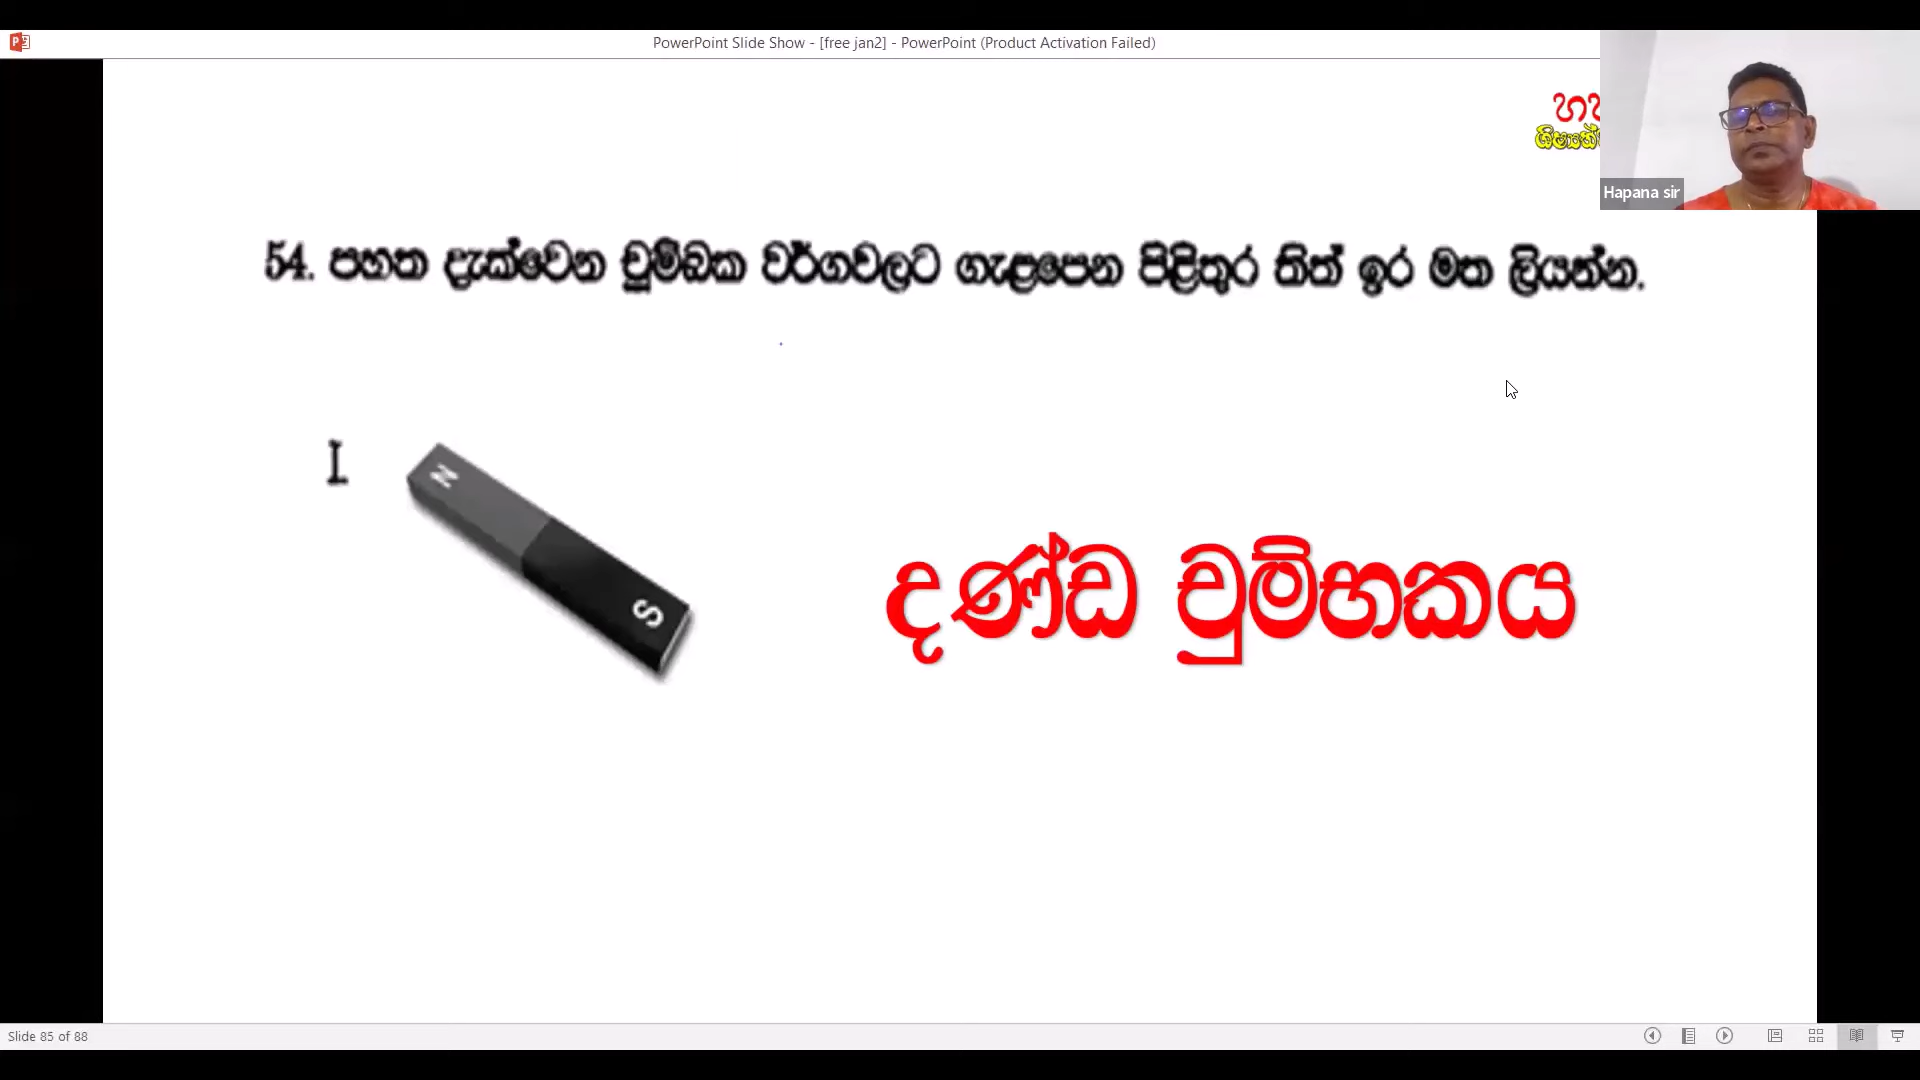 PowerPoint Slide Show - [free jan2] - PowerPoint (Product Activation Failed)
Hapana sir
54. පහත දැක්වෙන චුම්බක වර්ගවලට ගැළපෙන පිළිතුර තිත් ඉර මත ලියන්න.
I
N
S
දණ්ඩ චුම්භකය
Slide 85 of 88